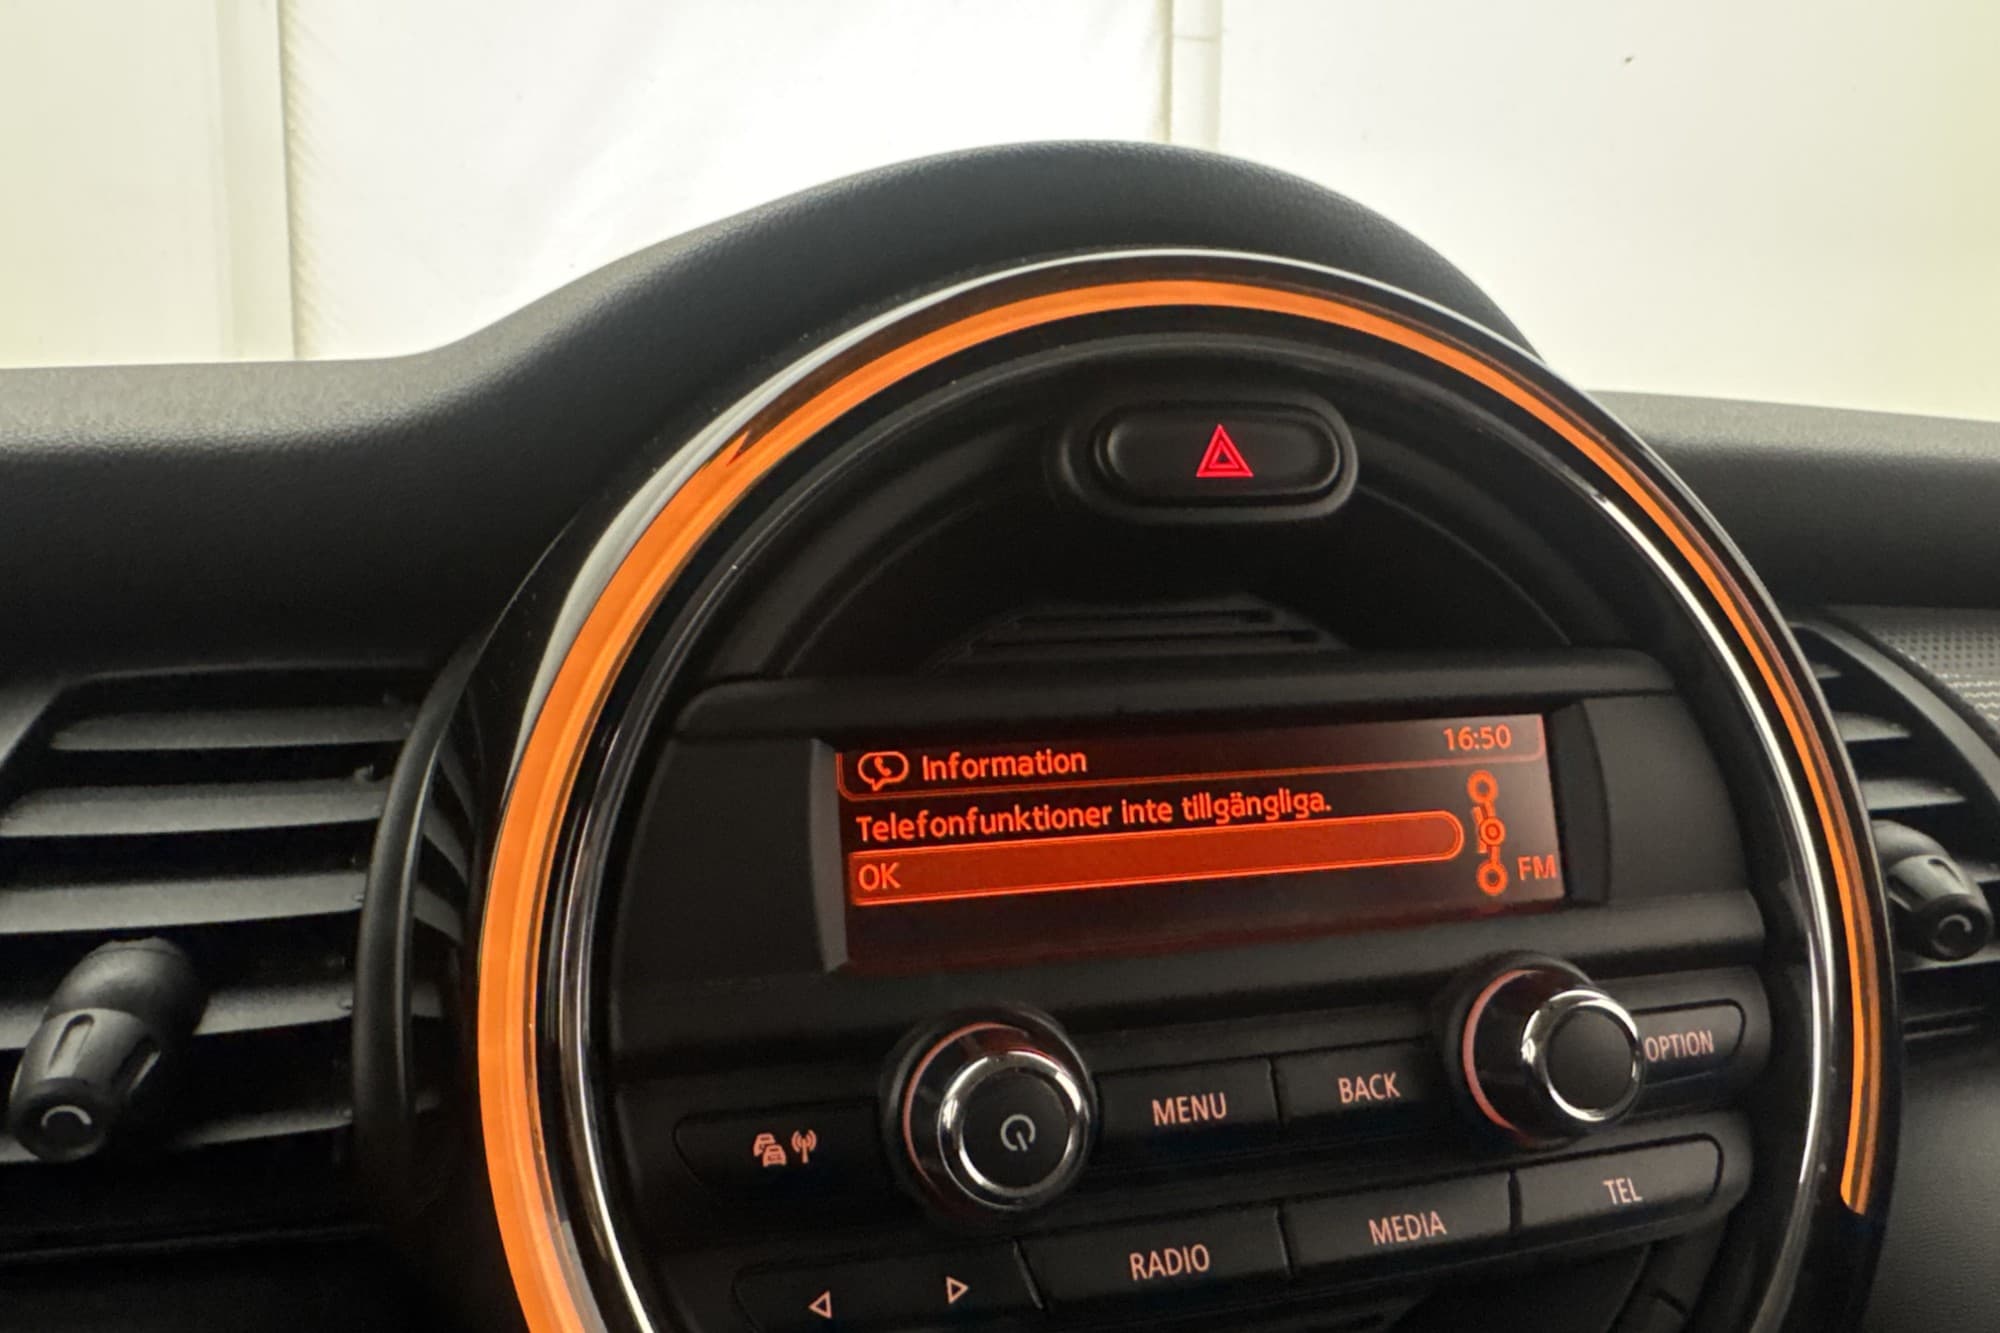 Information 16:50
Telefonfunktioner inte tillgängliga.
OK
FM
MENU BACK OPTION
RADIO MEDIA TEL